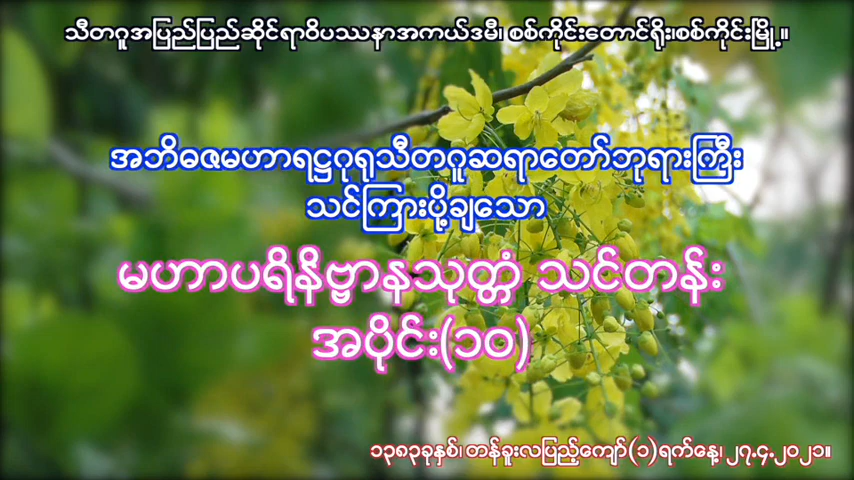 သီတဂူအပြည်ပြည်ဆိုင်ရာဝိပဿနာအကယ်ဒမီ၊ စစ်ကိုင်းတောင်ရိုး၊စစ်ကိုင်းမြို့။
အဘိဓဇမဟာရဋ္ဌဂုရုသီတဂူဆရာတော်ဘုရားကြီး
သင်ကြားပို့ချသော
မဟာပရိနိဗ္ဗာနသုတ္တံ သင်တန်း
အပိုင်း(၁၀)
၁၃၈၃ခုနှစ်၊ တန်ခူးလပြည့်ကျော်(၁)ရက်နေ့၊ ၂၇.၄.၂၀၂၁။